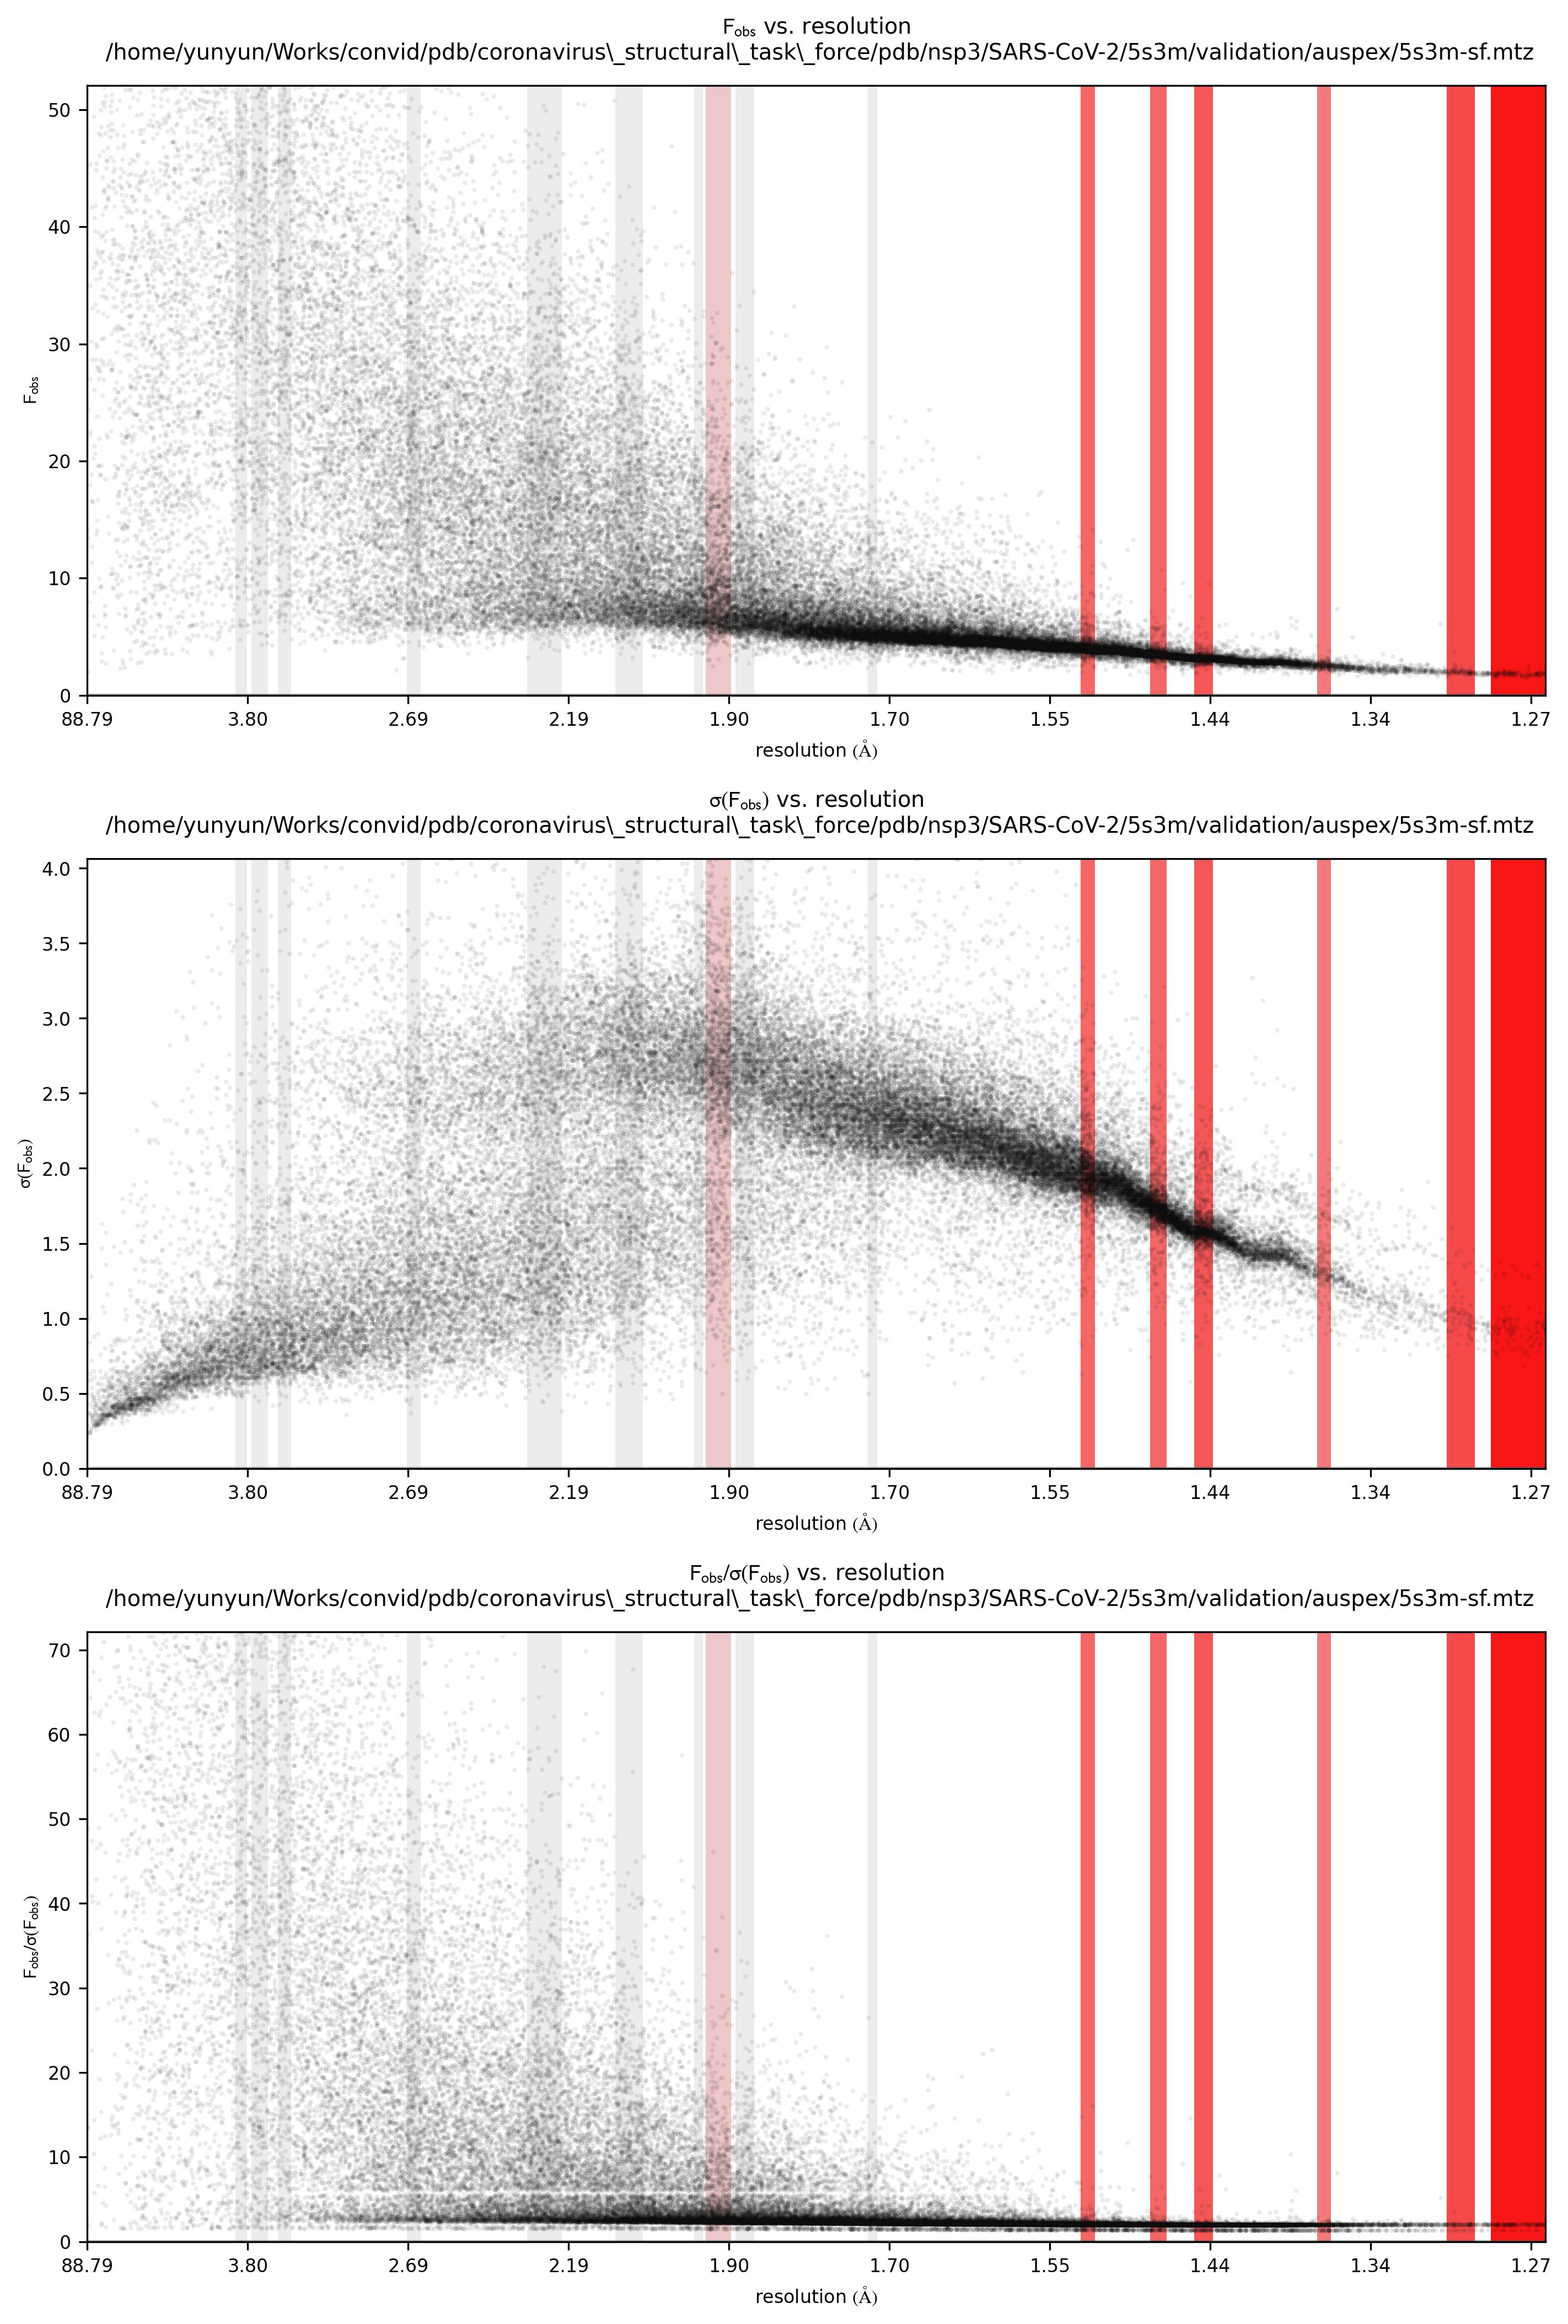 F_obs vs. resolution
/home/yunyun/Works/convid/pdb/coronavirus\_structural\_task\_force/pdb/nsp3/SARS-CoV-2/5s3m/validation/auspex/5s3m-sf.mtz
50
40
30
20
10
0
F_obs
88.79 3.80 2.69 2.19 1.90 1.70 1.55 1.44 1.34 1.27
resolution (Å)
σ(F_obs) vs. resolution
/home/yunyun/Works/convid/pdb/coronavirus\_structural\_task\_force/pdb/nsp3/SARS-CoV-2/5s3m/validation/auspex/5s3m-sf.mtz
4.0
3.5
3.0
2.5
2.0
1.5
1.0
0.5
0.0
σ(F_obs)
88.79 3.80 2.69 2.19 1.90 1.70 1.55 1.44 1.34 1.27
resolution (Å)
F_obs/σ(F_obs) vs. resolution
/home/yunyun/Works/convid/pdb/coronavirus\_structural\_task\_force/pdb/nsp3/SARS-CoV-2/5s3m/validation/auspex/5s3m-sf.mtz
70
60
50
40
30
20
10
0
F_obs/σ(F_obs)
88.79 3.80 2.69 2.19 1.90 1.70 1.55 1.44 1.34 1.27
resolution (Å)